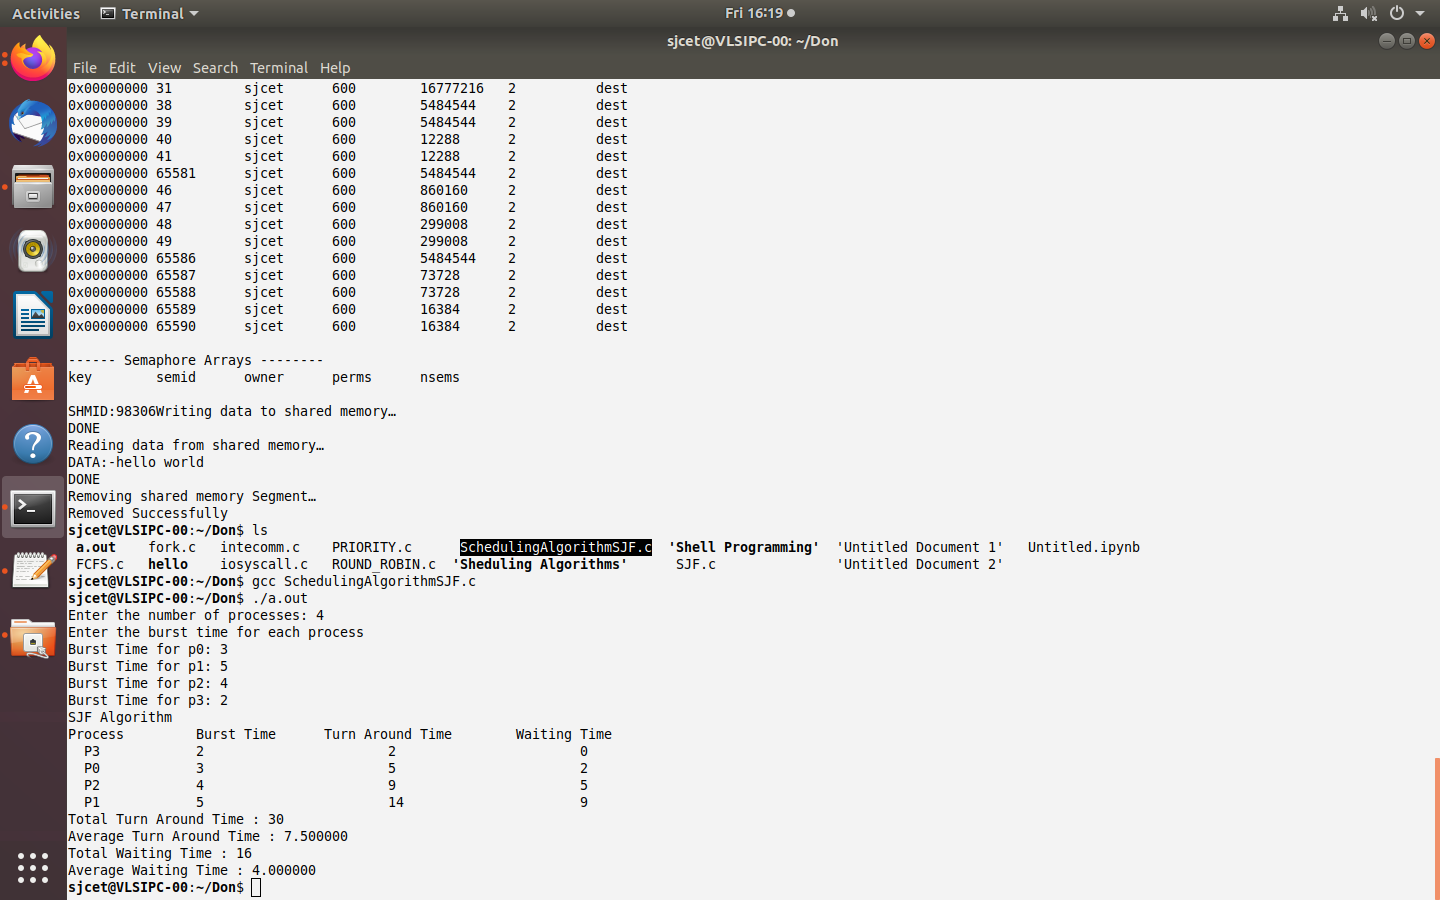 Activities Terminal Fri 16:19
sjcet@VLSIPC-00: ~/Don
File Edit View Search Terminal Help
0x00000000 31 sjcet 600 16777216 2 dest
0x00000000 38 sjcet 600 5484544 2 dest
0x00000000 39 sjcet 600 5484544 2 dest
0x00000000 40 sjcet 600 12288 2 dest
0x00000000 41 sjcet 600 12288 2 dest
0x00000000 65581 sjcet 600 5484544 2 dest
0x00000000 46 sjcet 600 860160 2 dest
0x00000000 47 sjcet 600 860160 2 dest
0x00000000 48 sjcet 600 299008 2 dest
0x00000000 49 sjcet 600 299008 2 dest
0x00000000 65586 sjcet 600 5484544 2 dest
0x00000000 65587 sjcet 600 73728 2 dest
0x00000000 65588 sjcet 600 73728 2 dest
0x00000000 65589 sjcet 600 16384 2 dest
0x00000000 65590 sjcet 600 16384 2 dest
------ Semaphore Arrays --------
key semid owner perms nsems
SHMID:98306Writing data to shared memory…
DONE
Reading data from shared memory…
DATA:-hello world
DONE
Removing shared memory Segment…
Removed Successfully
sjcet@VLSIPC-00:~/Don$ ls
a.out fork.c intecomm.c PRIORITY.c SchedulingAlgorithmSJF.c 'Shell Programming' 'Untitled Document 1' Untitled.ipynb
FCFS.c hello iosyscall.c ROUND_ROBIN.c 'Sheduling Algorithms' SJF.c 'Untitled Document 2'
sjcet@VLSIPC-00:~/Don$ gcc SchedulingAlgorithmSJF.c
sjcet@VLSIPC-00:~/Don$ ./a.out
Enter the number of processes: 4
Enter the burst time for each process
Burst Time for p0: 3
Burst Time for p1: 5
Burst Time for p2: 4
Burst Time for p3: 2
SJF Algorithm
Process Burst Time Turn Around Time Waiting Time
P3 2 2 0
P0 3 5 2
P2 4 9 5
P1 5 14 9
Total Turn Around Time : 30
Average Turn Around Time : 7.500000
Total Waiting Time : 16
Average Waiting Time : 4.000000
sjcet@VLSIPC-00:~/Don$